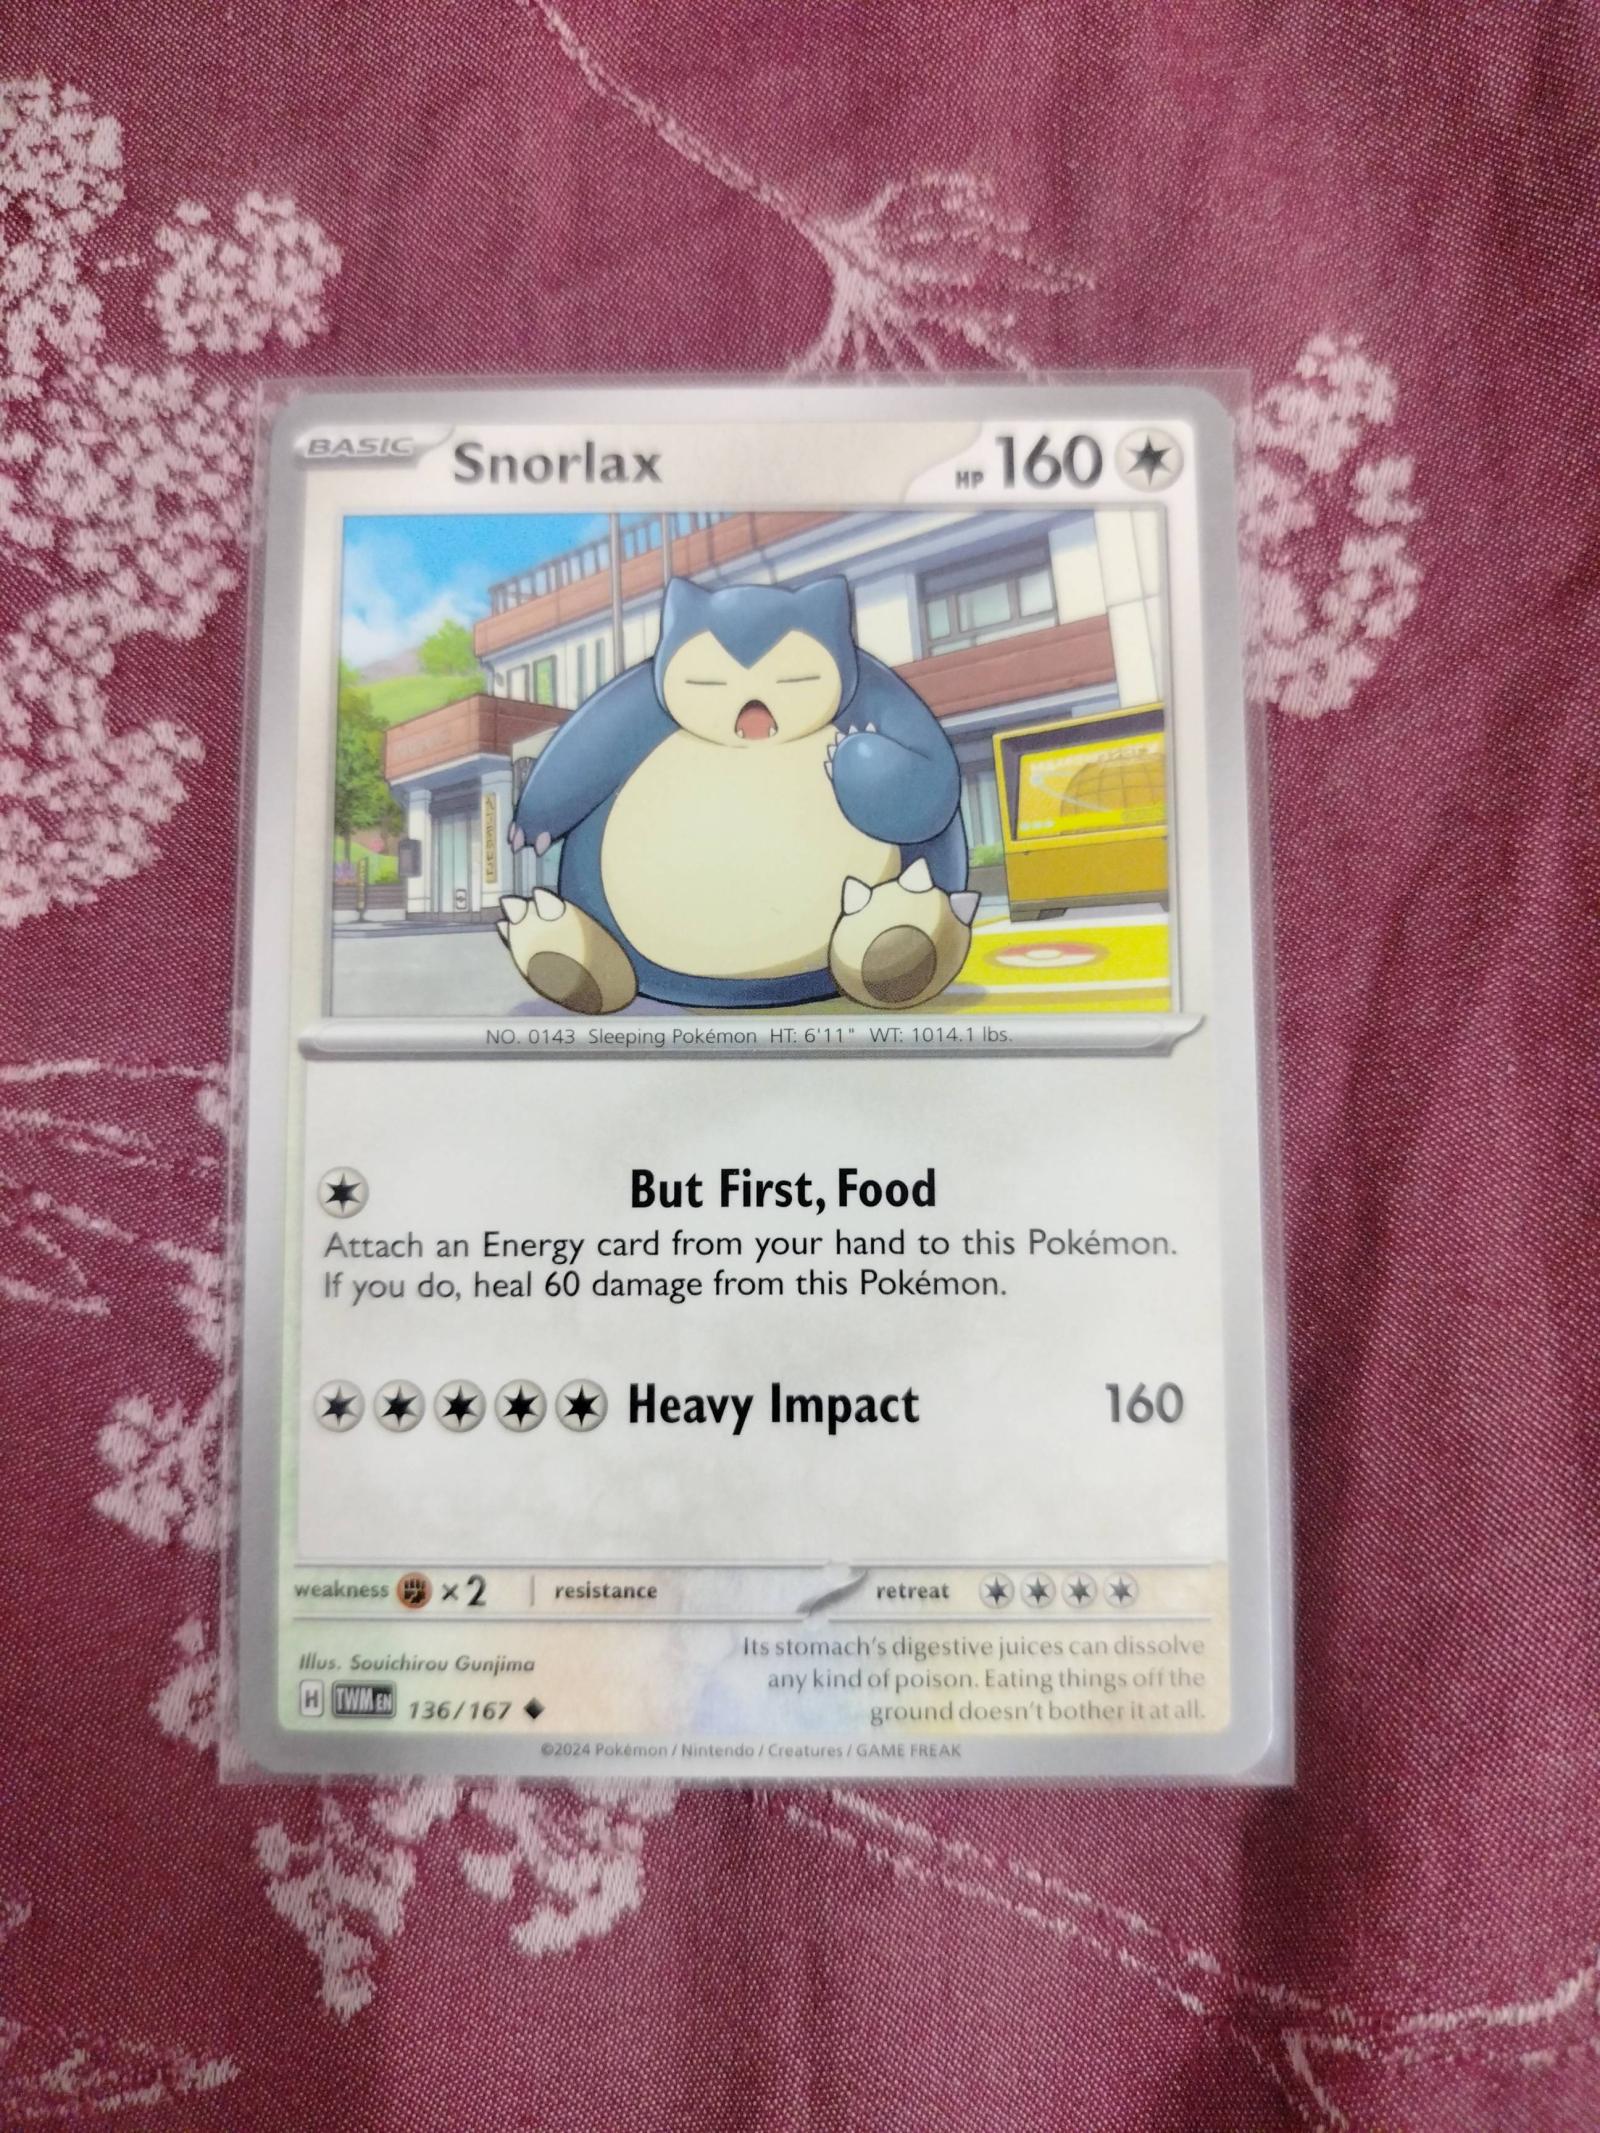 BASIC Snorlax HP 160
NO. 0143 Sleeping Pokémon HT: 6'11" WT: 1014.1 lbs.
But First, Food
Attach an Energy card from your hand to this Pokémon.
If you do, heal 60 damage from this Pokémon.
Heavy Impact 160
weakness ×2 resistance retreat
Its stomach's digestive juices can dissolve
any kind of poison. Eating things off the
ground doesn't bother it at all.
Illus. Souichirou Gunjima
H TWM EN 136/167
©2024 Pokémon / Nintendo / Creatures / GAME FREAK